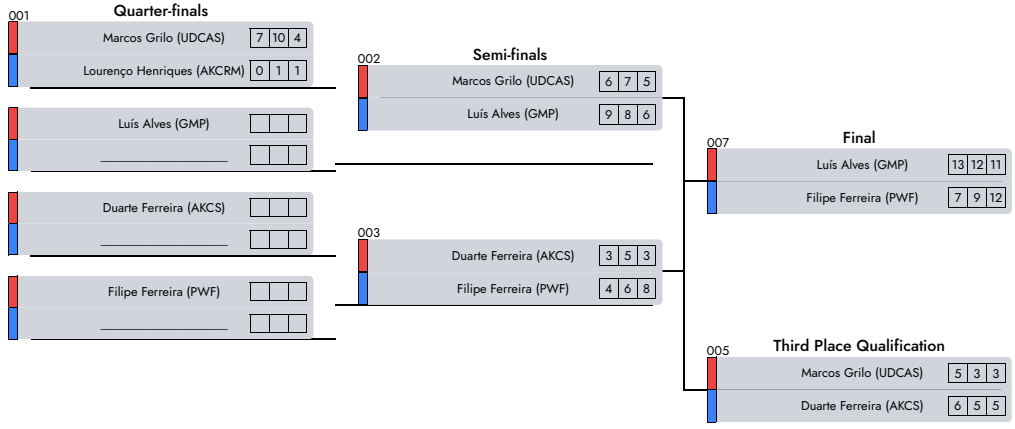 Quarter-finals
001
Marcos Grilo (UDCAS) 7 10 4
Lourenço Henriques (AKCRM) 0 1 1
Luís Alves (GMP)
Duarte Ferreira (AKCS)
Filipe Ferreira (PWF)
Semi-finals
002
Marcos Grilo (UDCAS) 6 7 5
Luís Alves (GMP) 9 8 6
003
Duarte Ferreira (AKCS) 3 5 3
Filipe Ferreira (PWF) 4 6 8
Final
007
Luís Alves (GMP) 13 12 11
Filipe Ferreira (PWF) 7 9 12
Third Place Qualification
005
Marcos Grilo (UDCAS) 5 3 3
Duarte Ferreira (AKCS) 6 5 5